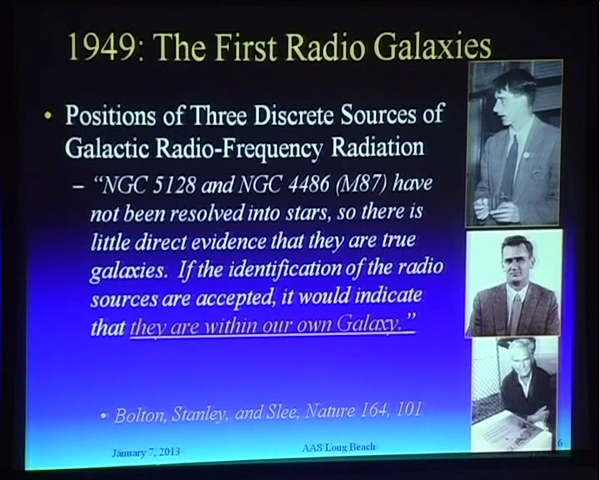 1949: The First Radio Galaxies
• Positions of Three Discrete Sources of
Galactic Radio-Frequency Radiation
– “NGC 5128 and NGC 4486 (M87) have
not been resolved into stars, so there is
little direct evidence that they are true
galaxies. If the identification of the radio
sources are accepted, it would indicate
that they are within our own Galaxy.”
• Bolton, Stanley, and Slee, Nature 164, 101
January 7, 2013
AAS Long Beach
6